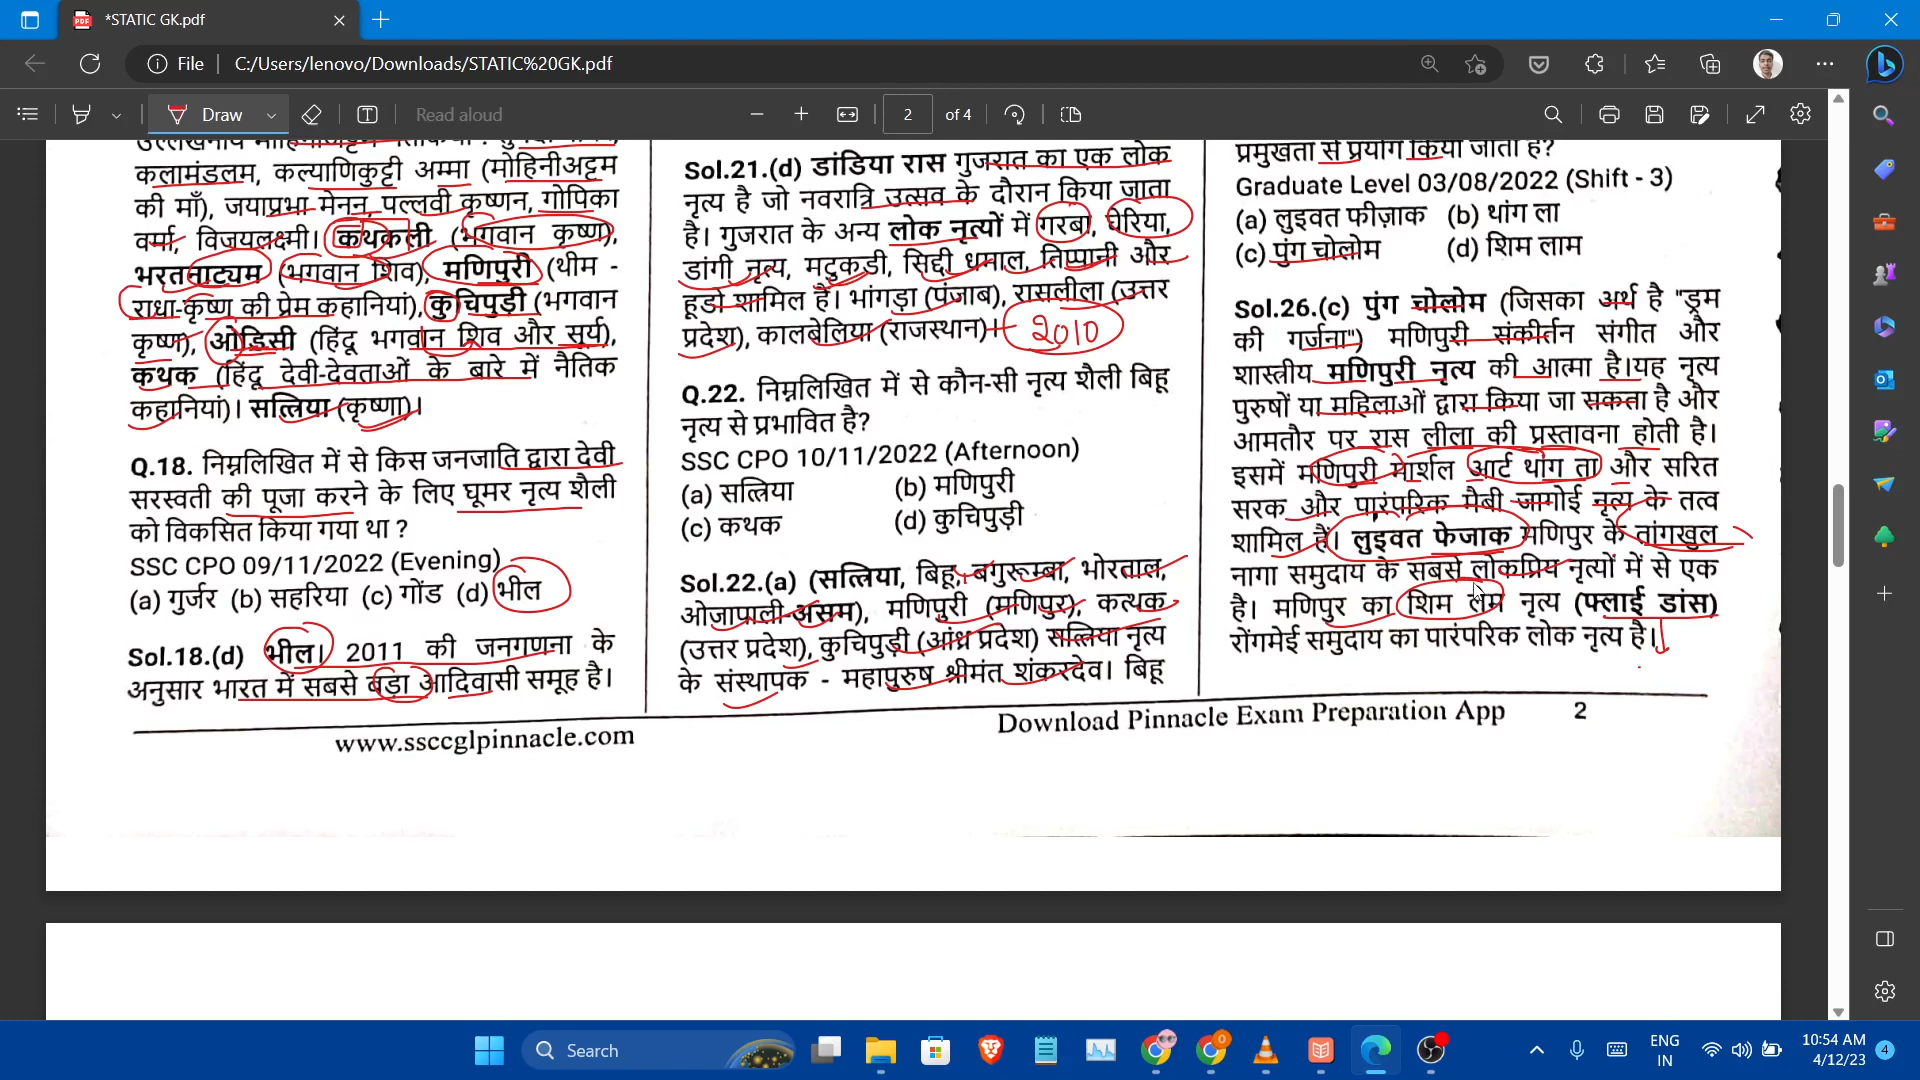 *STATIC GK.pdf
File
C:/Users/lenovo/Downloads/STATIC%20GK.pdf
Draw
Read aloud
2
of 4
कलामंडलम, कल्याणिकुट्टी अम्मा (मोहिनीअट्टम
की माँ), जयाप्रभा मेनन, पल्लवी कृष्णन, गोपिका
वर्मा, विजयलक्ष्मी। कथकली (भगवान कृष्ण),
भरतनाट्यम (भगवान शिव), मणिपुरी (थीम -
राधा-कृष्ण की प्रेम कहानियां), कुचिपुड़ी (भगवान
कृष्ण), ओडिसी (हिंदू भगवान शिव और सूर्य),
कथक (हिंदू देवी-देवताओं के बारे में नैतिक
कहानियां)। सत्त्रिया (कृष्णा)।
Q.18. निम्नलिखित में से किस जनजाति द्वारा देवी
सरस्वती की पूजा करने के लिए घूमर नृत्य शैली
को विकसित किया गया था ?
SSC CPO 09/11/2022 (Evening)
(a) गुर्जर (b) सहरिया (c) गोंड (d) भील
Sol.18.(d) भील। 2011 की जनगणना के
अनुसार भारत में सबसे बड़ा आदिवासी समूह है।
Sol.21.(d) डांडिया रास गुजरात का एक लोक
नृत्य है जो नवरात्रि उत्सव के दौरान किया जाता
है। गुजरात के अन्य लोक नृत्यों में गरबा, घेरिया,
डांगी नृत्य, मटुकडी, सिद्दी धमाल, तिप्पानी और
हूडो शामिल हैं। भांगड़ा (पंजाब), रासलीला (उत्तर
प्रदेश), कालबेलिया (राजस्थान)। 2010
Q.22. निम्नलिखित में से कौन-सी नृत्य शैली बिहू
नृत्य से प्रभावित है?
SSC CPO 10/11/2022 (Afternoon)
(a) सत्त्रिया (b) मणिपुरी
(c) कथक (d) कुचिपुड़ी
Sol.22.(a) (सत्त्रिया, बिहू, बगुरूम्बा, भोरताल,
ओजापाली-असम), मणिपुरी (मणिपुर), कत्थक
(उत्तर प्रदेश), कुचिपुड़ी (आंध्र प्रदेश) सत्त्रिया नृत्य
के संस्थापक - महापुरुष श्रीमंत शंकरदेव। बिहू
प्रमुखता से प्रयोग किया जाता है?
Graduate Level 03/08/2022 (Shift - 3)
(a) लुइवत फीज़ाक (b) थांग ला
(c) पुंग चोलोम (d) शिम लाम
Sol.26.(c) पुंग चोलोम (जिसका अर्थ है "ड्रम
की गर्जना") मणिपुरी संकीर्तन संगीत और
शास्त्रीय मणिपुरी नृत्य की आत्मा है।यह नृत्य
पुरुषों या महिलाओं द्वारा किया जा सकता है और
आमतौर पर रास लीला की प्रस्तावना होती है।
इसमें मणिपुरी मार्शल आर्ट थांग ता और सरित
सरक और पारंपरिक मैबी जागोई नृत्य के तत्व
शामिल हैं। लुइवत फेजाक मणिपुर के तांगखुल
नागा समुदाय के सबसे लोकप्रिय नृत्यों में से एक
है। मणिपुर का शिम लम नृत्य (फ्लाई डांस)
रोंगमेई समुदाय का पारंपरिक लोक नृत्य है।
www.ssccglpinnacle.com
Download Pinnacle Exam Preparation App
2
Search
ENG
IN
10:54 AM
4/12/23
4